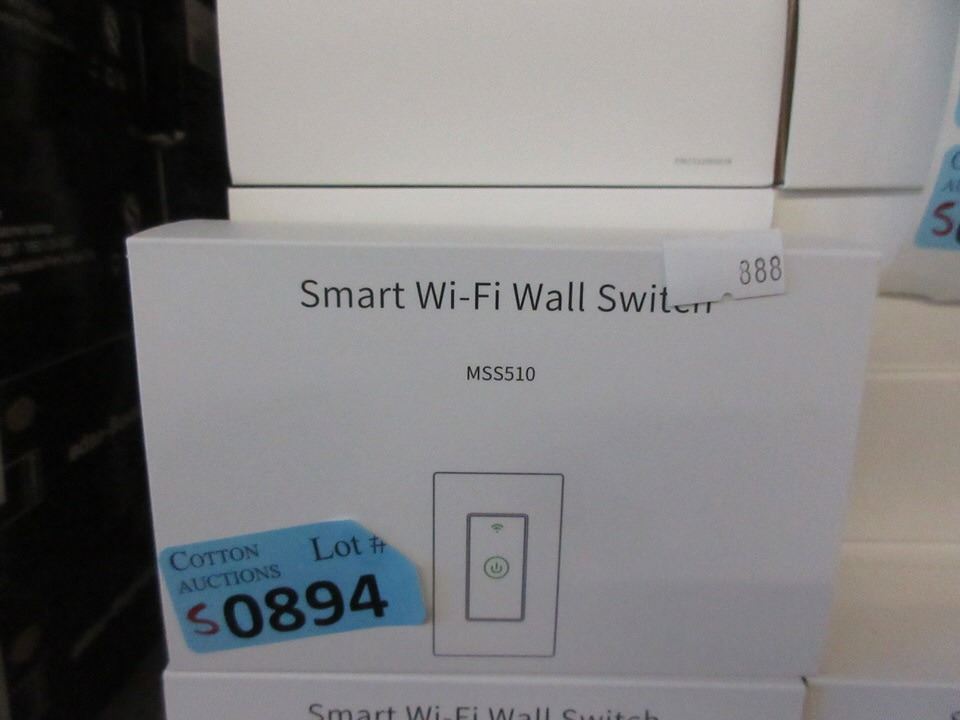 Smart Wi-Fi Wall Switch
888
MSS510
COTTON
AUCTIONS
Lot #
S0894
Smart Wi-Fi Wall Switch
S